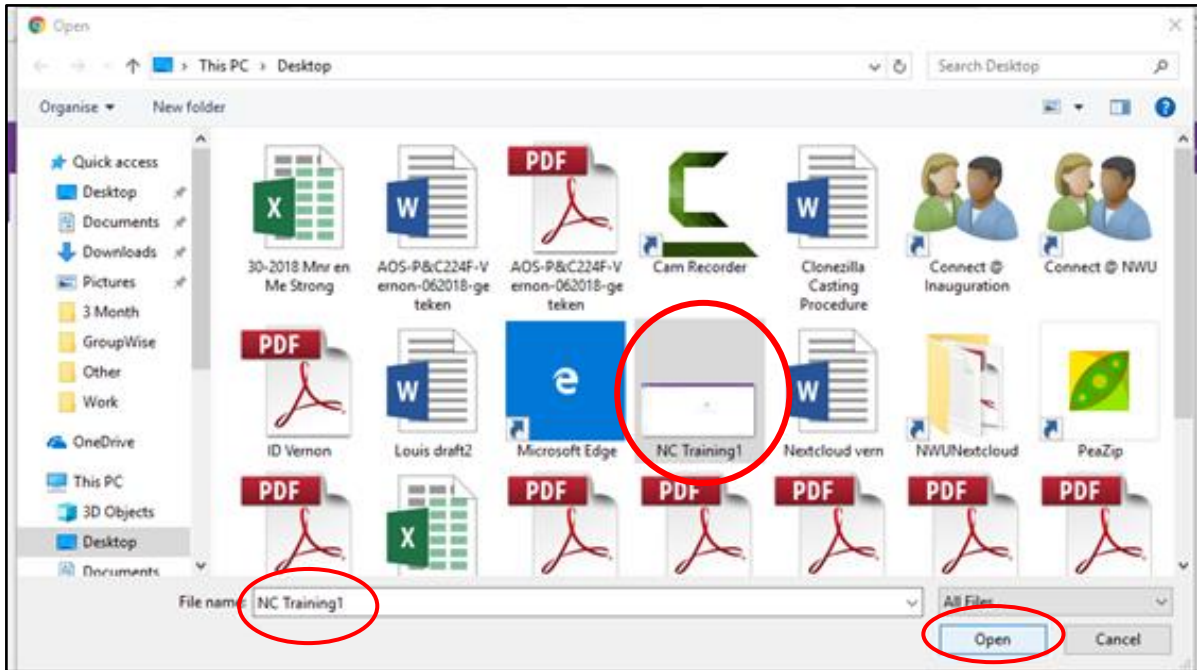 Open
This PC > Desktop
Search Desktop
Organise
New folder
Quick access
Desktop
Documents
Downloads
Pictures
3 Month
GroupWise
Other
Work
OneDrive
This PC
3D Objects
Desktop
Documents
PDF
30-2018 Mnr en
Me Strong
AOS-P&C224F-V
ernon-062018-ge
teken
AOS-P&C224F-V
ernon-062018-ge
teken
Cam Recorder
Clonezilla
Casting
Procedure
Connect @
Inauguration
Connect @ NWU
PDF
ID Vernon
Louis draft2
Microsoft Edge
NC Training1
Nextcloud vern
NWUNextcloud
PeaZip
PDF
PDF
PDF
PDF
PDF
PDF
File name: NC Training1
All Files
Open
Cancel